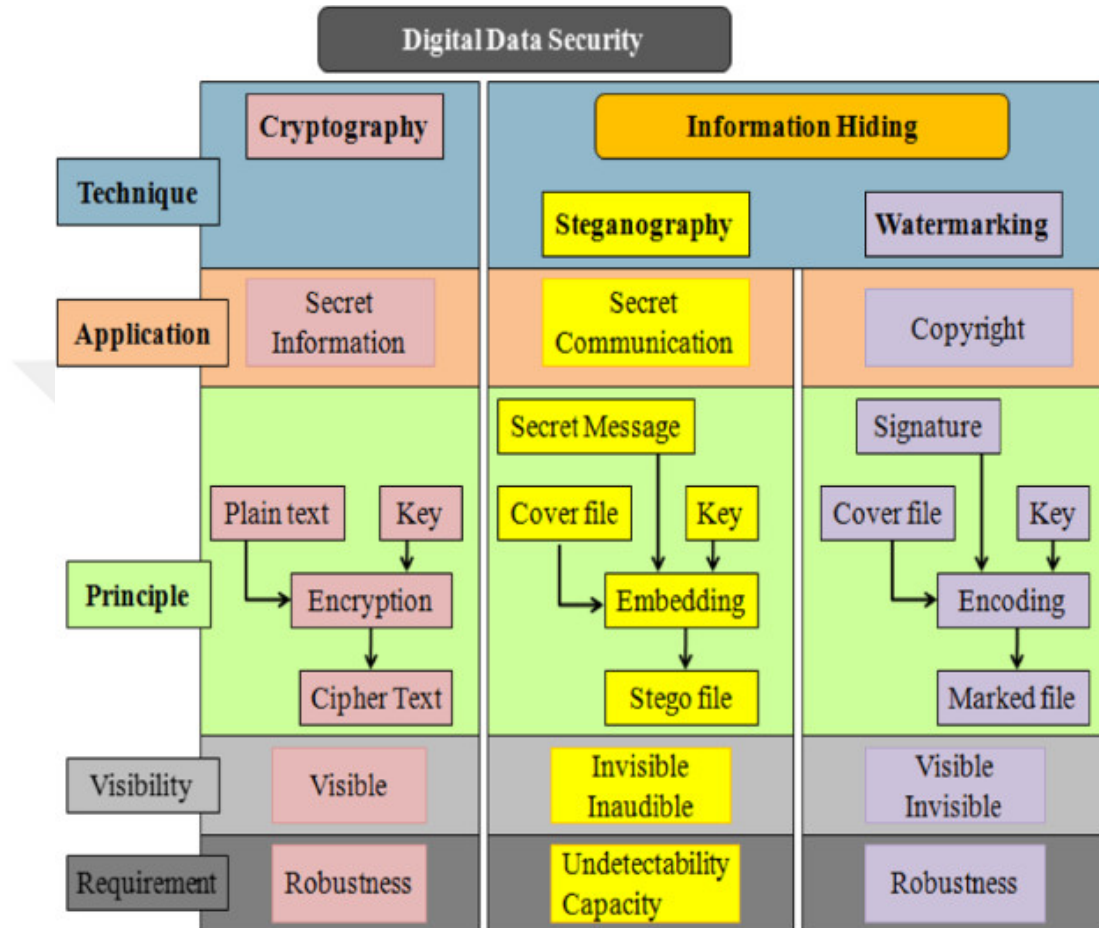 Digital Data Security
Cryptography
Information Hiding
Technique
Steganography
Watermarking
Application
Secret
Information
Secret
Communication
Copyright
Principle
Plain text
Key
Encryption
Cipher Text
Secret Message
Cover file
Key
Embedding
Stego file
Signature
Cover file
Key
Encoding
Marked file
Visibility
Visible
Invisible
Inaudible
Visible
Invisible
Requirement
Robustness
Undetectability
Capacity
Robustness